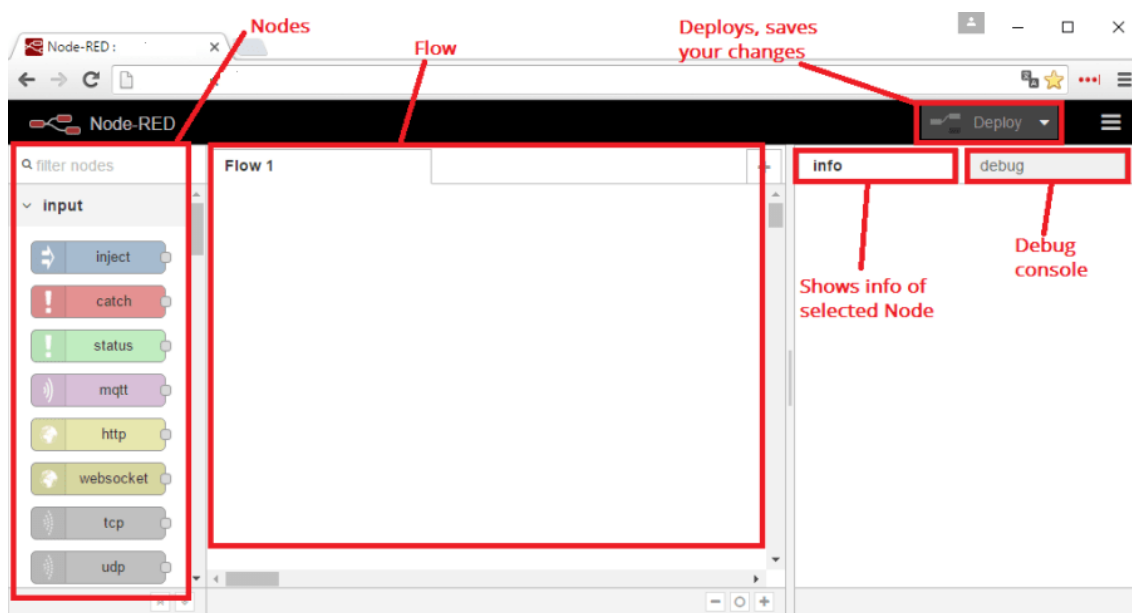 Nodes
Flow
Deploys, saves
your changes
Node-RED :
Node-RED
Deploy
filter nodes
Flow 1
info
debug
input
inject
catch
status
mqtt
http
websocket
tcp
udp
Shows info of
selected Node
Debug
console